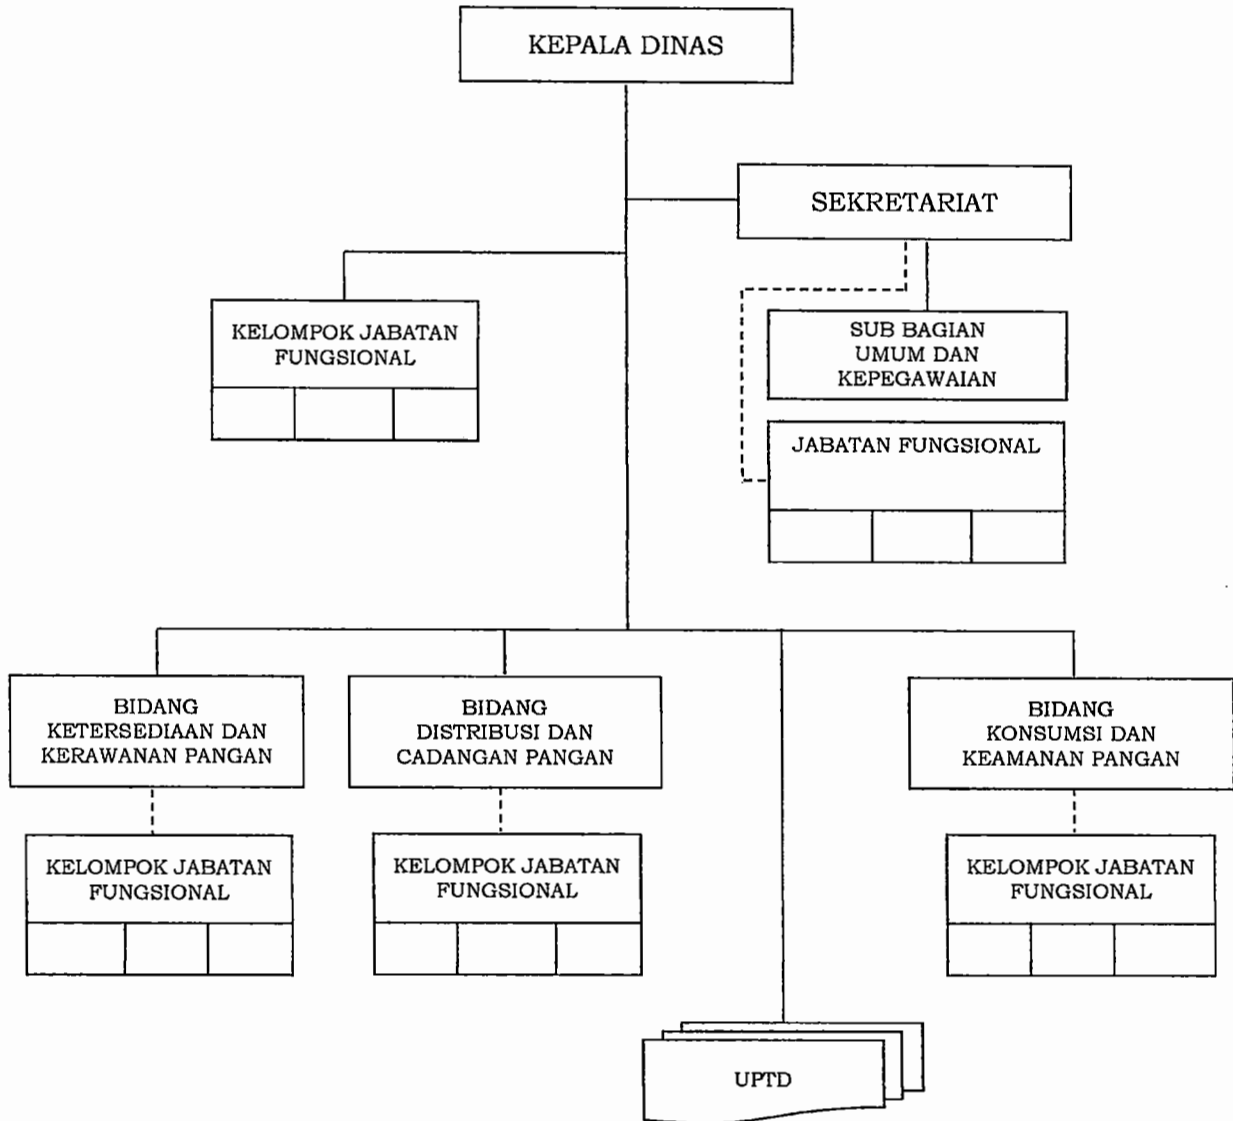 KEPALA DINAS
SEKRETARIAT
KELOMPOK JABATAN
FUNGSIONAL
SUB BAGIAN
UMUM DAN
KEPEGAWAIAN
JABATAN FUNGSIONAL
BIDANG
KETERSEDIAAN DAN
KERAWANAN PANGAN
BIDANG
DISTRIBUSI DAN
CADANGAN PANGAN
BIDANG
KONSUMSI DAN
KEAMANAN PANGAN
KELOMPOK JABATAN
FUNGSIONAL
KELOMPOK JABATAN
FUNGSIONAL
KELOMPOK JABATAN
FUNGSIONAL
UPTD